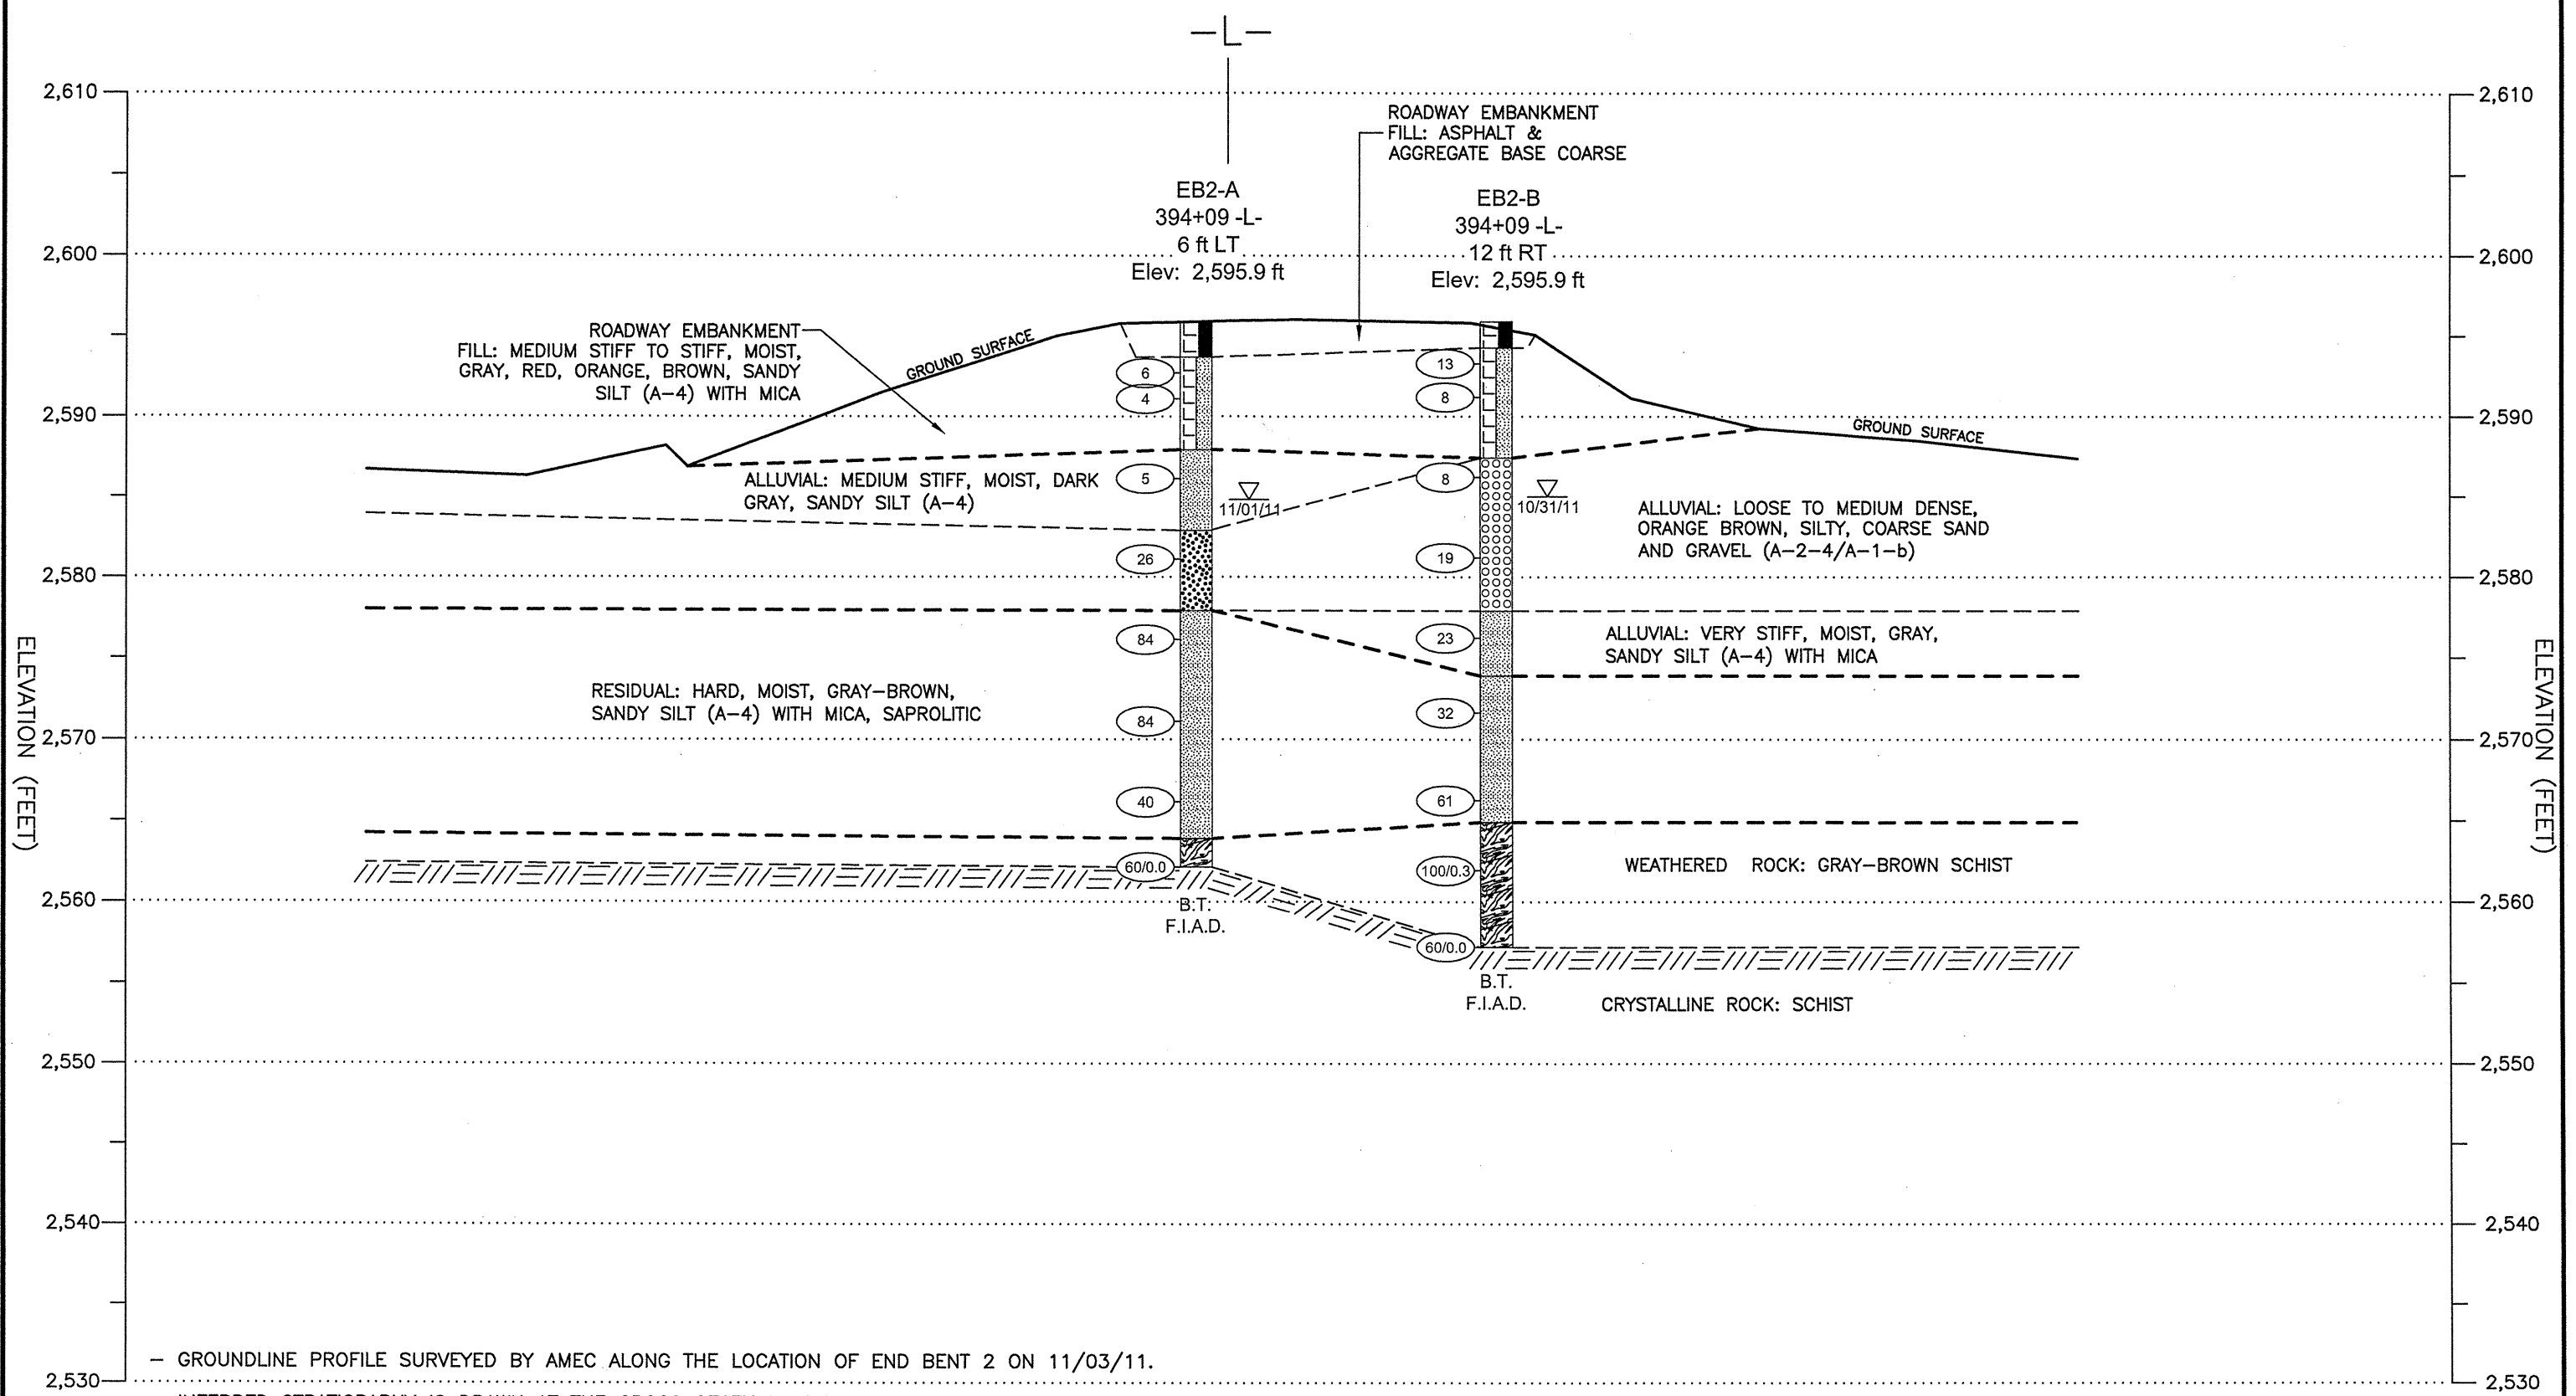 —L—
2,610
2,610
ROADWAY EMBANKMENT
FILL: ASPHALT &
AGGREGATE BASE COARSE
EB2-A
394+09 -L-
6 ft LT
Elev: 2,595.9 ft
EB2-B
394+09 -L-
12 ft RT
Elev: 2,595.9 ft
2,600
2,600
ROADWAY EMBANKMENT
FILL: MEDIUM STIFF TO STIFF, MOIST,
GRAY, RED, ORANGE, BROWN, SANDY
SILT (A-4) WITH MICA
GROUND SURFACE
6
4
13
8
2,590
2,590
GROUND SURFACE
ALLUVIAL: MEDIUM STIFF, MOIST, DARK
GRAY, SANDY SILT (A-4)
5
11/01/11
8
10/31/11
ALLUVIAL: LOOSE TO MEDIUM DENSE,
ORANGE BROWN, SILTY, COARSE SAND
AND GRAVEL (A-2-4/A-1-b)
26
19
2,580
2,580
84
23
ALLUVIAL: VERY STIFF, MOIST, GRAY,
SANDY SILT (A-4) WITH MICA
RESIDUAL: HARD, MOIST, GRAY-BROWN,
SANDY SILT (A-4) WITH MICA, SAPROLITIC
84
32
ELEVATION (FEET)
ELEVATION (FEET)
2,570
2,570
40
61
60/0.0
100/0.3
WEATHERED ROCK: GRAY-BROWN SCHIST
2,560
2,560
B.T.
F.I.A.D.
60/0.0
B.T.
F.I.A.D.
CRYSTALLINE ROCK: SCHIST
2,550
2,550
2,540
2,540
– GROUNDLINE PROFILE SURVEYED BY AMEC ALONG THE LOCATION OF END BENT 2 ON 11/03/11.
2,530
2,530